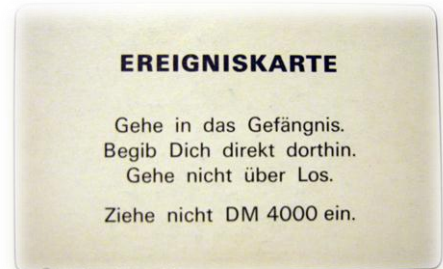 EREIGNISKARTE
Gehe in das Gefängnis.
Begib Dich direkt dorthin.
Gehe nicht über Los.
Ziehe nicht DM 4000 ein.